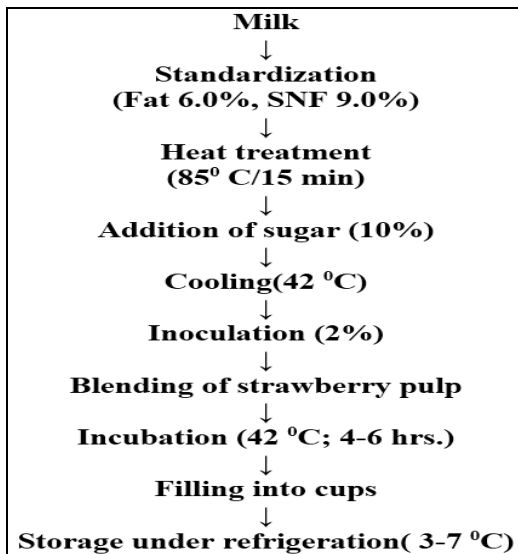 Milk
↓
Standardization
(Fat 6.0%, SNF 9.0%)
↓
Heat treatment
(85⁰ C/15 min)
↓
Addition of sugar (10%)
↓
Cooling(42 ⁰C)
↓
Inoculation (2%)
↓
Blending of strawberry pulp
↓
Incubation (42 ⁰C; 4-6 hrs.)
↓
Filling into cups
↓
Storage under refrigeration( 3-7 ⁰C)